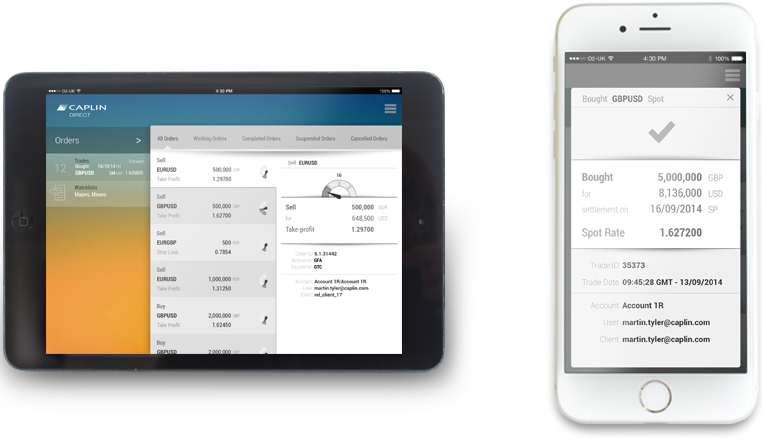 O2-UK
4:30 PM
100%
CAPLIN
DIRECT
Orders >
All Orders Working Orders Completed Orders Suspended Orders Cancelled Orders
12 Trades Forward
Bought 16/10/14
GBPUSD 1.626003
Watchlists
Majors, Minors
Sell
EURUSD 500,000 EUR
Take Profit 1.29700
Sell
GBPUSD 500,000 GBP
Take Profit 1.62700
Sell
EURGBP 500 EUR
Stop Loss 0.7854
Sell
EURUSD 1,000,000 EUR
Take Profit 1.31250
Buy
GBPUSD 2,000,000 GBP
Take Profit 1.62450
Buy
GBPUSD 2,000,000 GBP
Sell EURUSD
10
Sell 500,000 EUR
for 648,500 USD
Take-profit 1.29700
Order ID 5.1.31442
Activation GFA
Expiration GTC
Account Account 1R;Account 1R
User martin.tyler@caplin.com
Client rel_client_17
O2-UK 4:30 PM 100%
Bought GBPUSD Spot
Bought 5,000,000 GBP
for 8,136,000 USD
settlement on 16/09/2014 SP
Spot Rate 1.627200
Trade ID 35373
Trade Date 09:45:28 GMT - 13/09/2014
Account Account 1R
User martin.tyler@caplin.com
Client martin.tyler@caplin.com